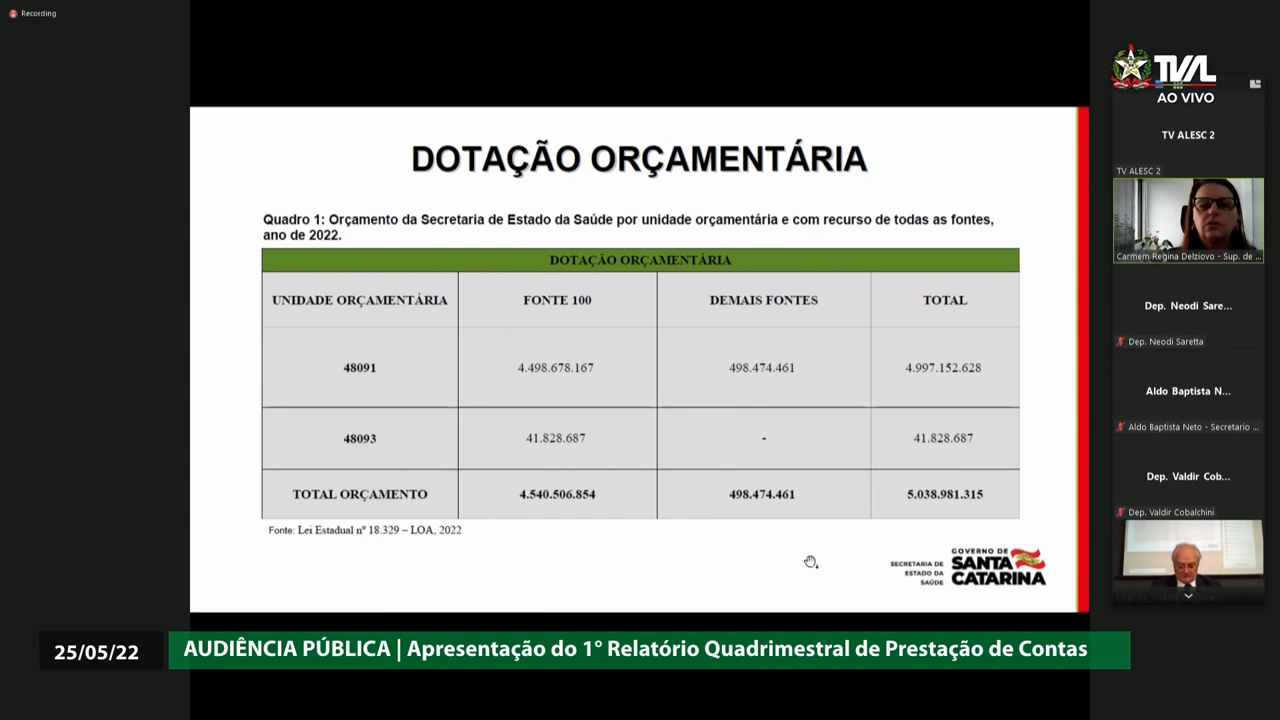 Recording
TVAL
AO VIVO
TV ALESC 2
TV ALESC 2
Carmem Regina Delziovo - Sup. de ...
Dep. Neodi Sare...
Dep. Neodi Saretta
Aldo Baptista N...
Aldo Baptista Neto - Secretario ...
Dep. Valdir Cob...
Dep. Valdir Cobalchini
DOTAÇÃO ORÇAMENTÁRIA
Quadro 1: Orçamento da Secretaria de Estado da Saúde por unidade orçamentária e com recurso de todas as fontes,
ano de 2022.
DOTAÇÃO ORÇAMENTÁRIA
UNIDADE ORÇAMENTÁRIA FONTE 100 DEMAIS FONTES TOTAL
48091 4.498.678.167 498.474.461 4.997.152.628
48093 41.828.687 - 41.828.687
TOTAL ORÇAMENTO 4.540.506.854 498.474.461 5.038.981.315
Fonte: Lei Estadual nº 18.329 – LOA, 2022
SECRETARIA DE
ESTADO DA
SAÚDE
GOVERNO DE
SANTA
CATARINA
25/05/22
AUDIÊNCIA PÚBLICA | Apresentação do 1° Relatório Quadrimestral de Prestação de Contas